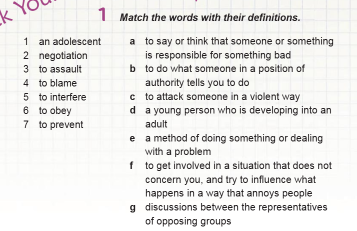 k You
1 Match the words with their definitions.
1 an adolescent
2 negotiation
3 to assault
4 to blame
5 to interfere
6 to obey
7 to prevent
a to say or think that someone or something
is responsible for something bad
b to do what someone in a position of
authority tells you to do
c to attack someone in a violent way
d a young person who is developing into an
adult
e a method of doing something or dealing
with a problem
f to get involved in a situation that does not
concern you, and try to influence what
happens in a way that annoys people
g discussions between the representatives
of opposing groups